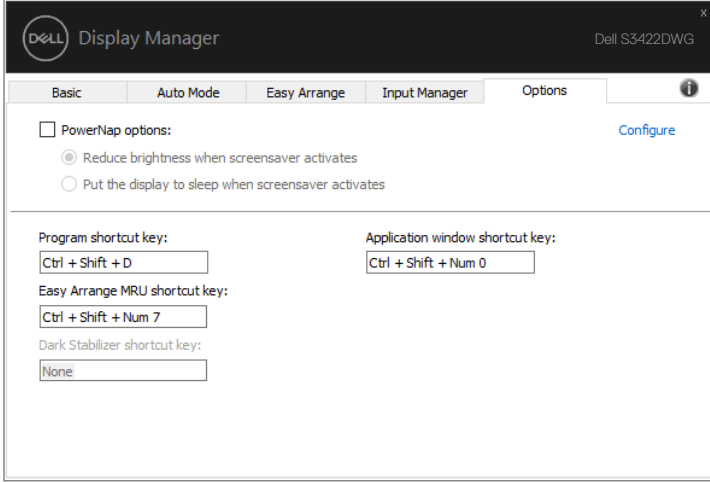 x
DELL Display Manager
Dell S3422DWG
Basic Auto Mode Easy Arrange Input Manager Options
PowerNap options: Configure
Reduce brightness when screensaver activates
Put the display to sleep when screensaver activates
Program shortcut key: Application window shortcut key:
Ctrl + Shift + D Ctrl + Shift + Num 0
Easy Arrange MRU shortcut key:
Ctrl + Shift + Num 7
Dark Stabilizer shortcut key:
None